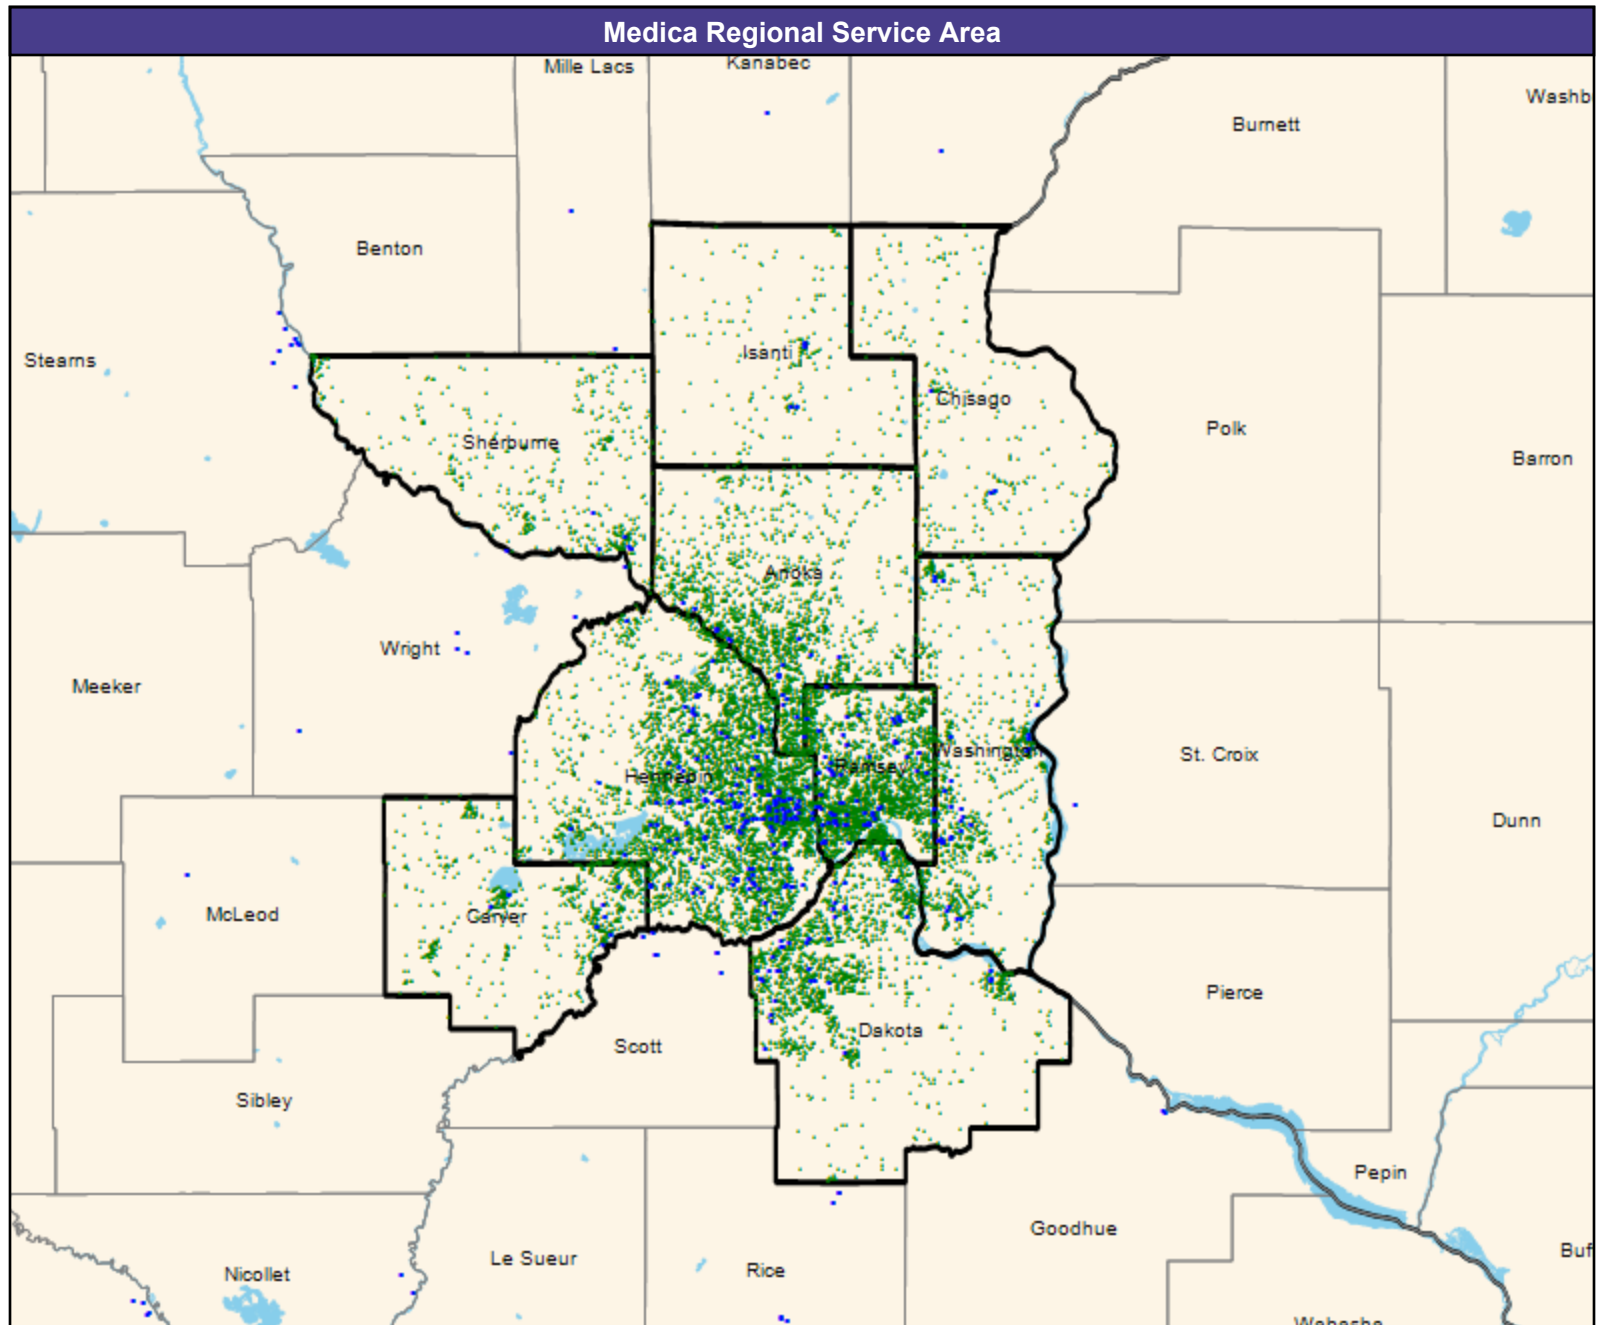 Medica Regional Service Area
Mille Lacs
Kanabec
Washb
Burnett
Benton
Stearns
Isanti
Chisago
Polk
Sherburne
Barron
Anoka
Wright
Meeker
Washington
St. Croix
Hennepin
Ramsey
Dunn
McLeod
Carver
Pierce
Dakota
Scott
Sibley
Pepin
Goodhue
Buf
Le Sueur
Rice
Nicollet
Wabasha